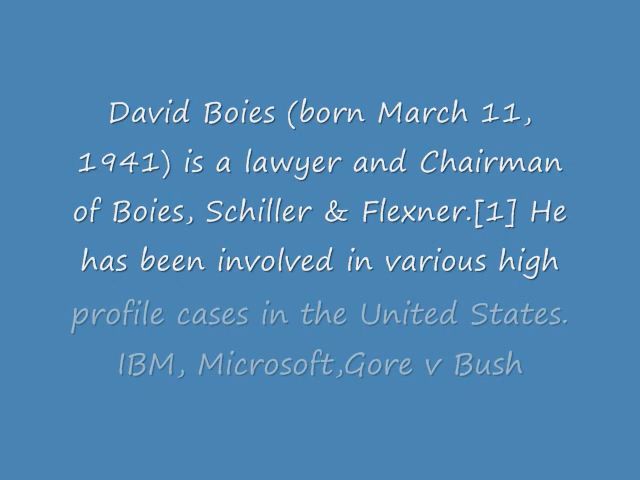 David Boies (born March 11,
1941) is a lawyer and Chairman
of Boies, Schiller & Flexner.[1] He
has been involved in various high
profile cases in the United States.
IBM, Microsoft,Gore v Bush